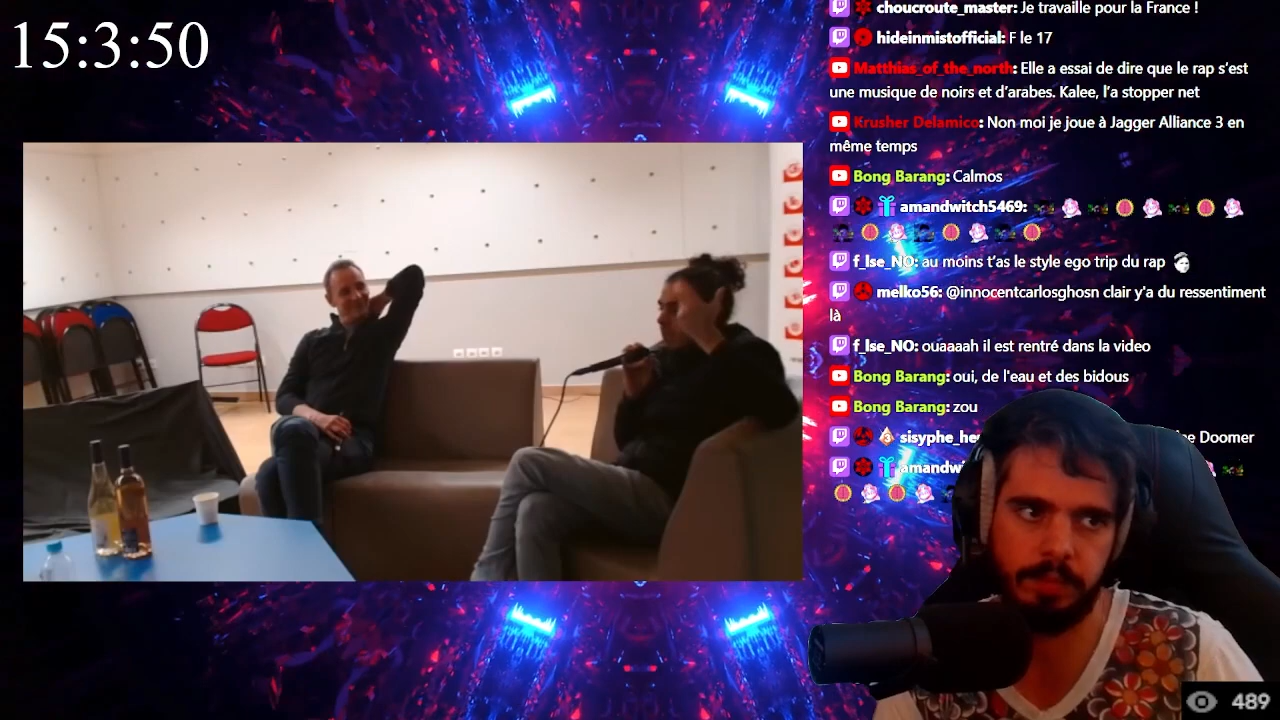 15:3:50
choucroute_master: Je travaille pour la France !
hideinmistofficial: F le 17
Matthias_of_the_north: Elle a essai de dire que le rap s’est
une musique de noirs et d’arabes. Kalee, l’a stopper net
Krusher Delamico: Non moi je joue à Jagger Alliance 3 en
même temps
Bong Barang: Calmos
amandwitch5469:
f_lse_NO: au moins t’as le style ego trip du rap
melko56: @innocentcarlosghosn clair y'a du ressentiment
là
f_lse_NO: ouaaaah il est rentré dans la video
Bong Barang: oui, de l'eau et des bidous
Bong Barang: zou
Doomer
489